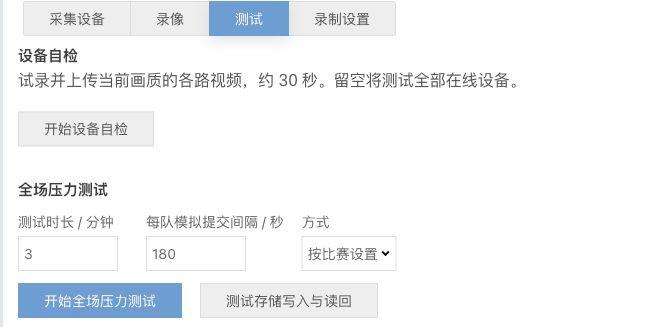 采集设备 录像 测试 录制设置
设备自检
试录并上传当前画质的各路视频，约 30 秒。留空将测试全部在线设备。
开始设备自检
全场压力测试
测试时长 / 分钟 每队模拟提交间隔 / 秒 方式
3 180 按比赛设置
开始全场压力测试 测试存储写入与读回